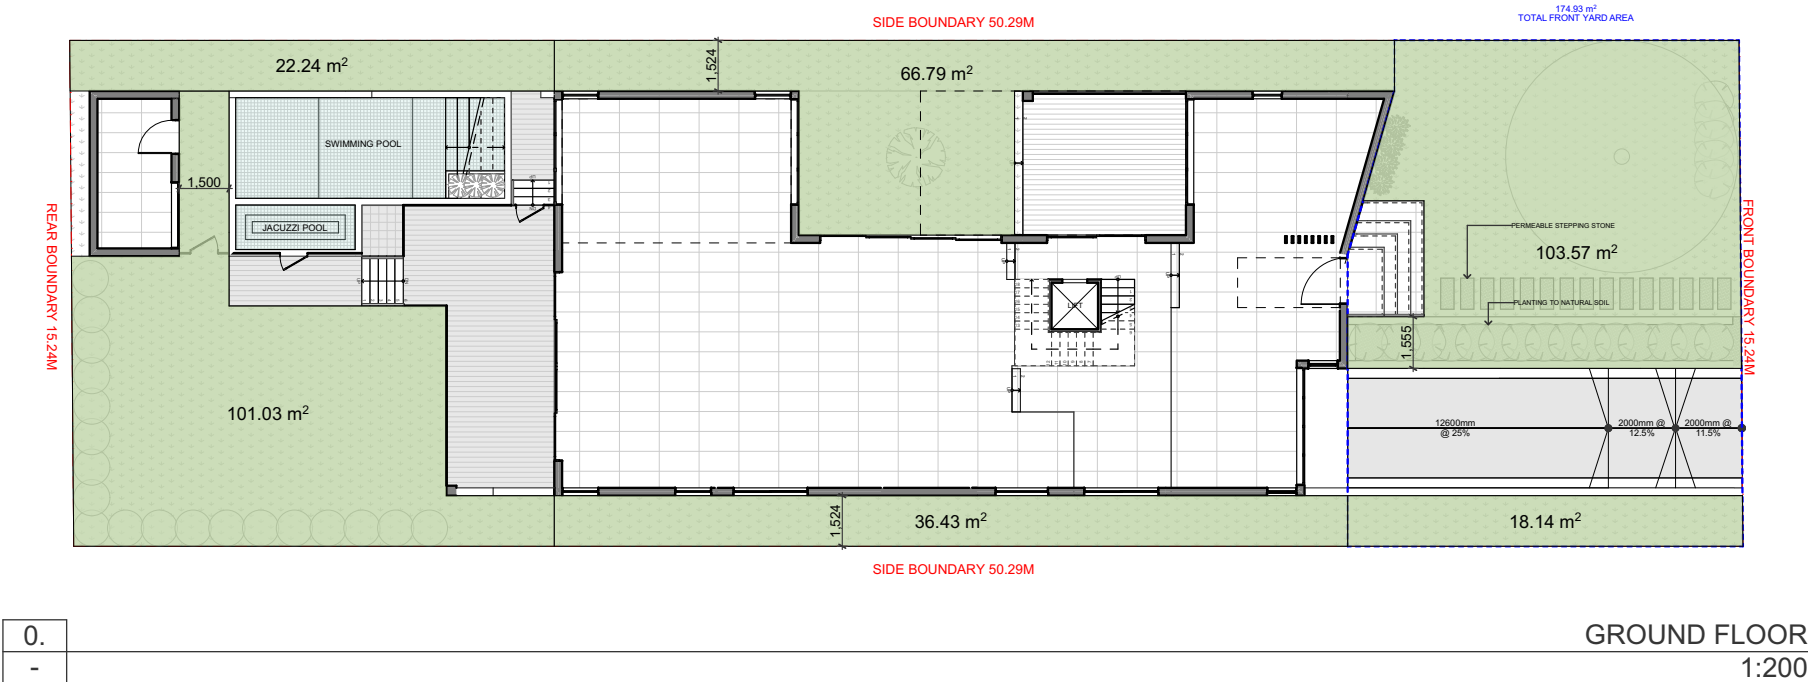 174.93 m²
TOTAL FRONT YARD AREA
SIDE BOUNDARY 50.29M
22.24 m²
1,524
66.79 m²
SWIMMING POOL
1,500
JACUZZI POOL
REAR BOUNDARY 15.24M
FRONT BOUNDARY 15.24M
PERMEABLE STEPPING STONE
103.57 m²
PLANTING TO NATURAL SOIL
LIFT
1,555
101.03 m²
12600mm
@ 25%
2000mm @
12.5%
2000mm @
11.5%
1,524
36.43 m²
18.14 m²
SIDE BOUNDARY 50.29M
0.
GROUND FLOOR
-
1:200